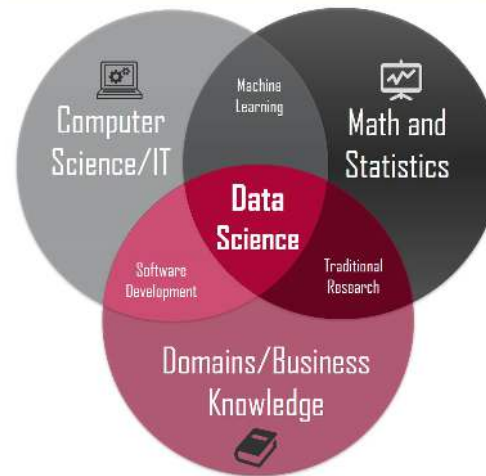 Machine
Learning
Computer
Science/IT
Math and
Statistics
Data
Science
Software
Development
Traditional
Research
Domains/Business
Knowledge